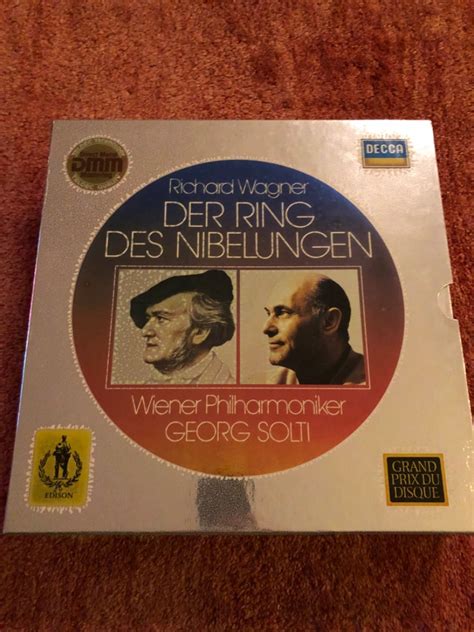 DMM
DECCA
Richard Wagner
DER RING
DES NIBELUNGEN
Wiener Philharmoniker
GEORG SOLTI
EDISON
GRAND
PRIX DU
DISQUE